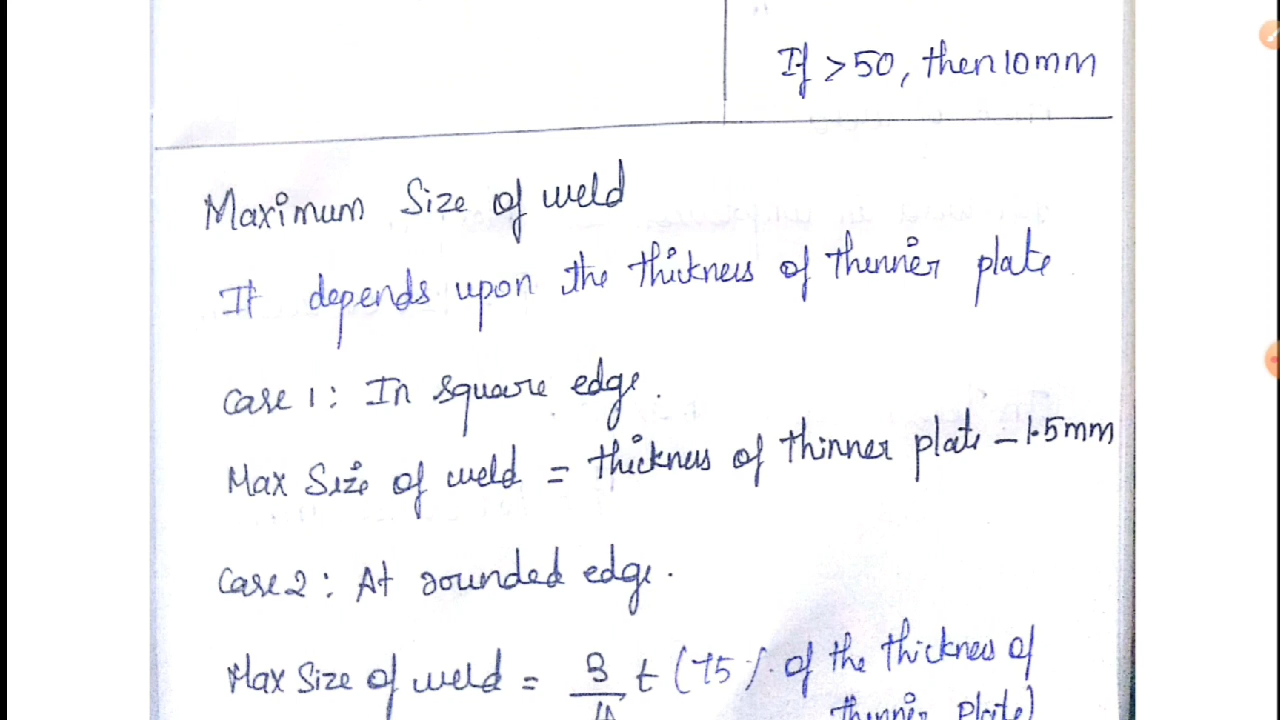 If > 50, then 10mm
Maximum Size of weld
It depends upon the thickness of thinner plate
Case 1: In square edge.
Max Size of weld = thickness of thinner plate - 1.5mm
Case 2: At rounded edge.
Max Size of weld = 3/4 t (75% of the thickness of
thinner plate)